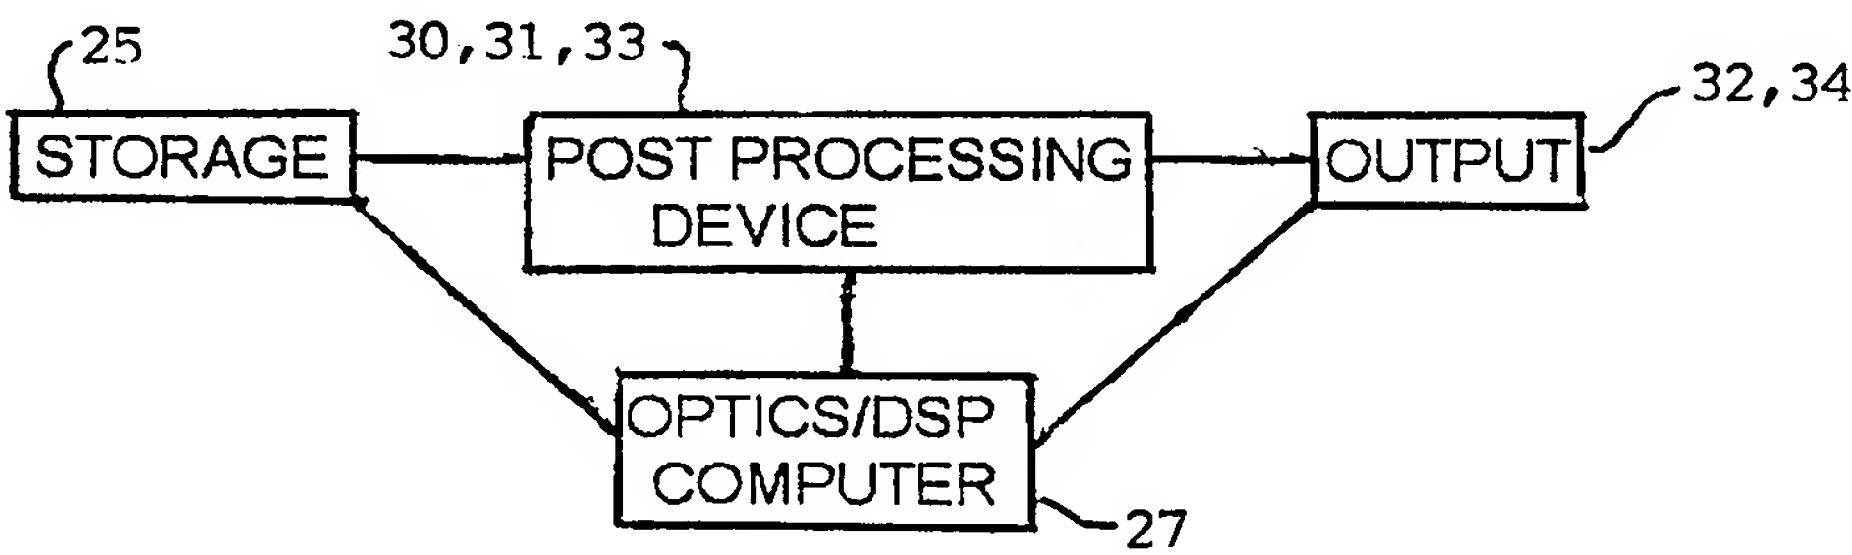 25
30,31,33
32,34
STORAGE
POST PROCESSING
DEVICE
OUTPUT
OPTICS/DSP
COMPUTER
27